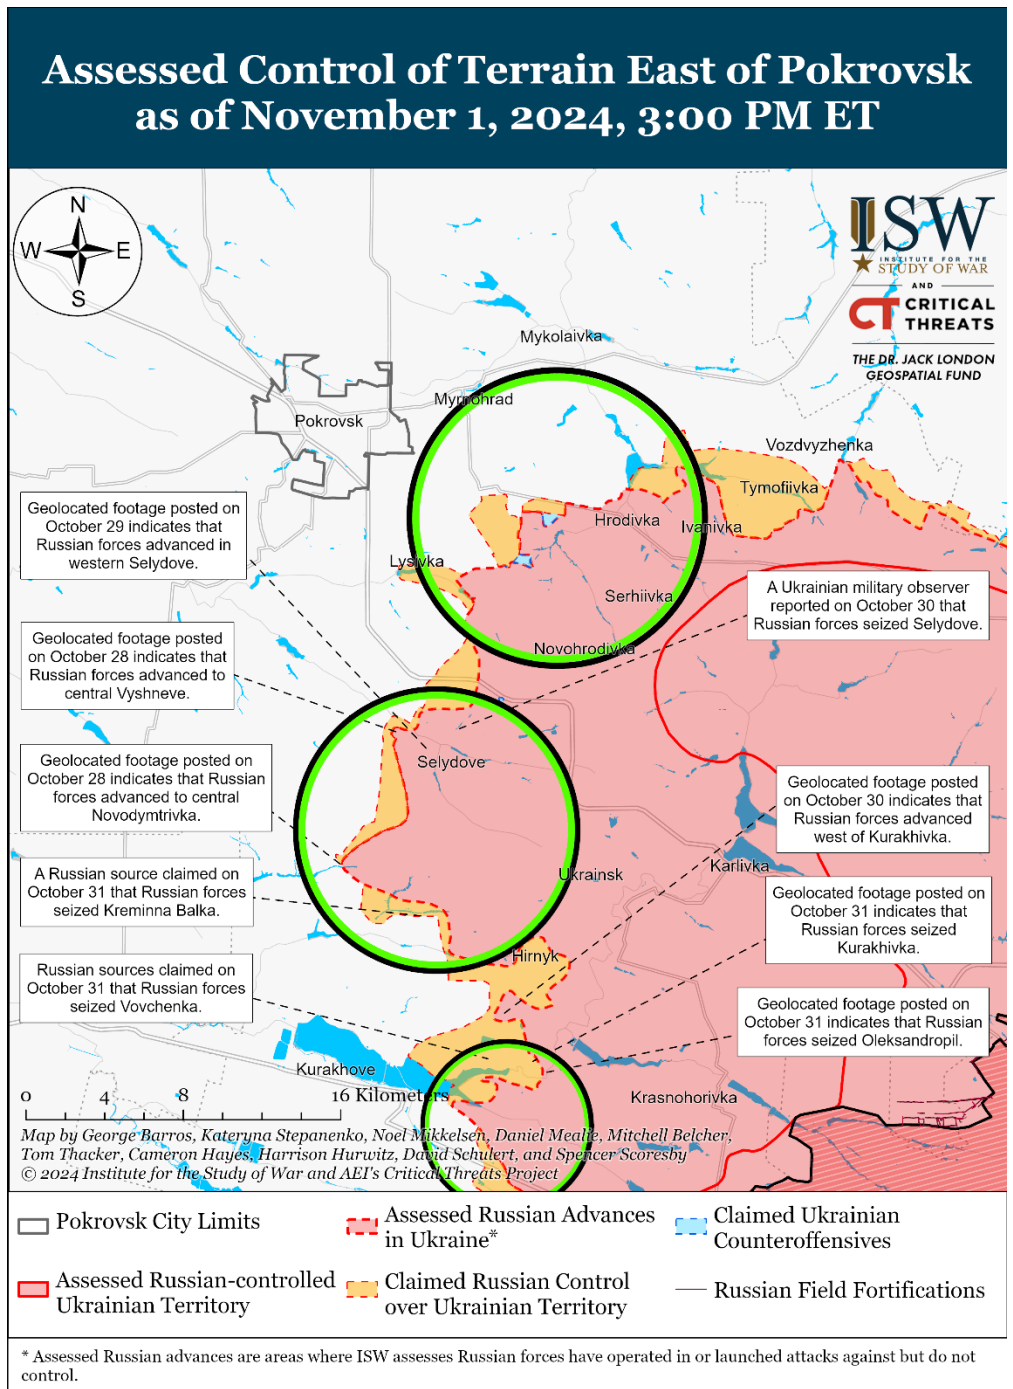 Assessed Control of Terrain East of Pokrovsk
as of November 1, 2024, 3:00 PM ET
N
W
E
S
ISW
INSTITUTE FOR THE
STUDY OF WAR
AND
CT CRITICAL
THREATS
THE DR. JACK LONDON
GEOSPATIAL FUND
Mykolaivka
Myrnohrad
Pokrovsk
Vozdvyzhenka
Tymofiivka
Hrodivka
Ivanivka
Lysivka
Serhiivka
Novohrodivka
Geolocated footage posted on
October 29 indicates that
Russian forces advanced in
western Selydove.
A Ukrainian military observer
reported on October 30 that
Russian forces seized Selydove.
Geolocated footage posted
on October 28 indicates that
Russian forces advanced to
central Vyshneve.
Selydove
Geolocated footage posted on
October 28 indicates that Russian
forces advanced to central
Novodymtrivka.
Geolocated footage posted
on October 30 indicates that
Russian forces advanced
west of Kurakhivka.
Karlivka
Ukrainsk
A Russian source claimed on
October 31 that Russian forces
seized Kreminna Balka.
Geolocated footage posted on
October 31 indicates that
Russian forces seized
Kurakhivka.
Hirnyk
Russian sources claimed on
October 31 that Russian forces
seized Vovchenka.
Geolocated footage posted on
October 31 indicates that Russian
forces seized Oleksandropil.
Kurakhove
Krasnohorivka
0 4 8 16 Kilometers
Map by George Barros, Kateryna Stepanenko, Noel Mikkelsen, Daniel Mealie, Mitchell Belcher,
Tom Thacker, Cameron Hayes, Harrison Hurwitz, David Schulert, and Spencer Scoresby
© 2024 Institute for the Study of War and AEI's Critical Threats Project
Pokrovsk City Limits
Assessed Russian Advances
in Ukraine*
Claimed Ukrainian
Counteroffensives
Assessed Russian-controlled
Ukrainian Territory
Claimed Russian Control
over Ukrainian Territory
Russian Field Fortifications
* Assessed Russian advances are areas where ISW assesses Russian forces have operated in or launched attacks against but do not
control.